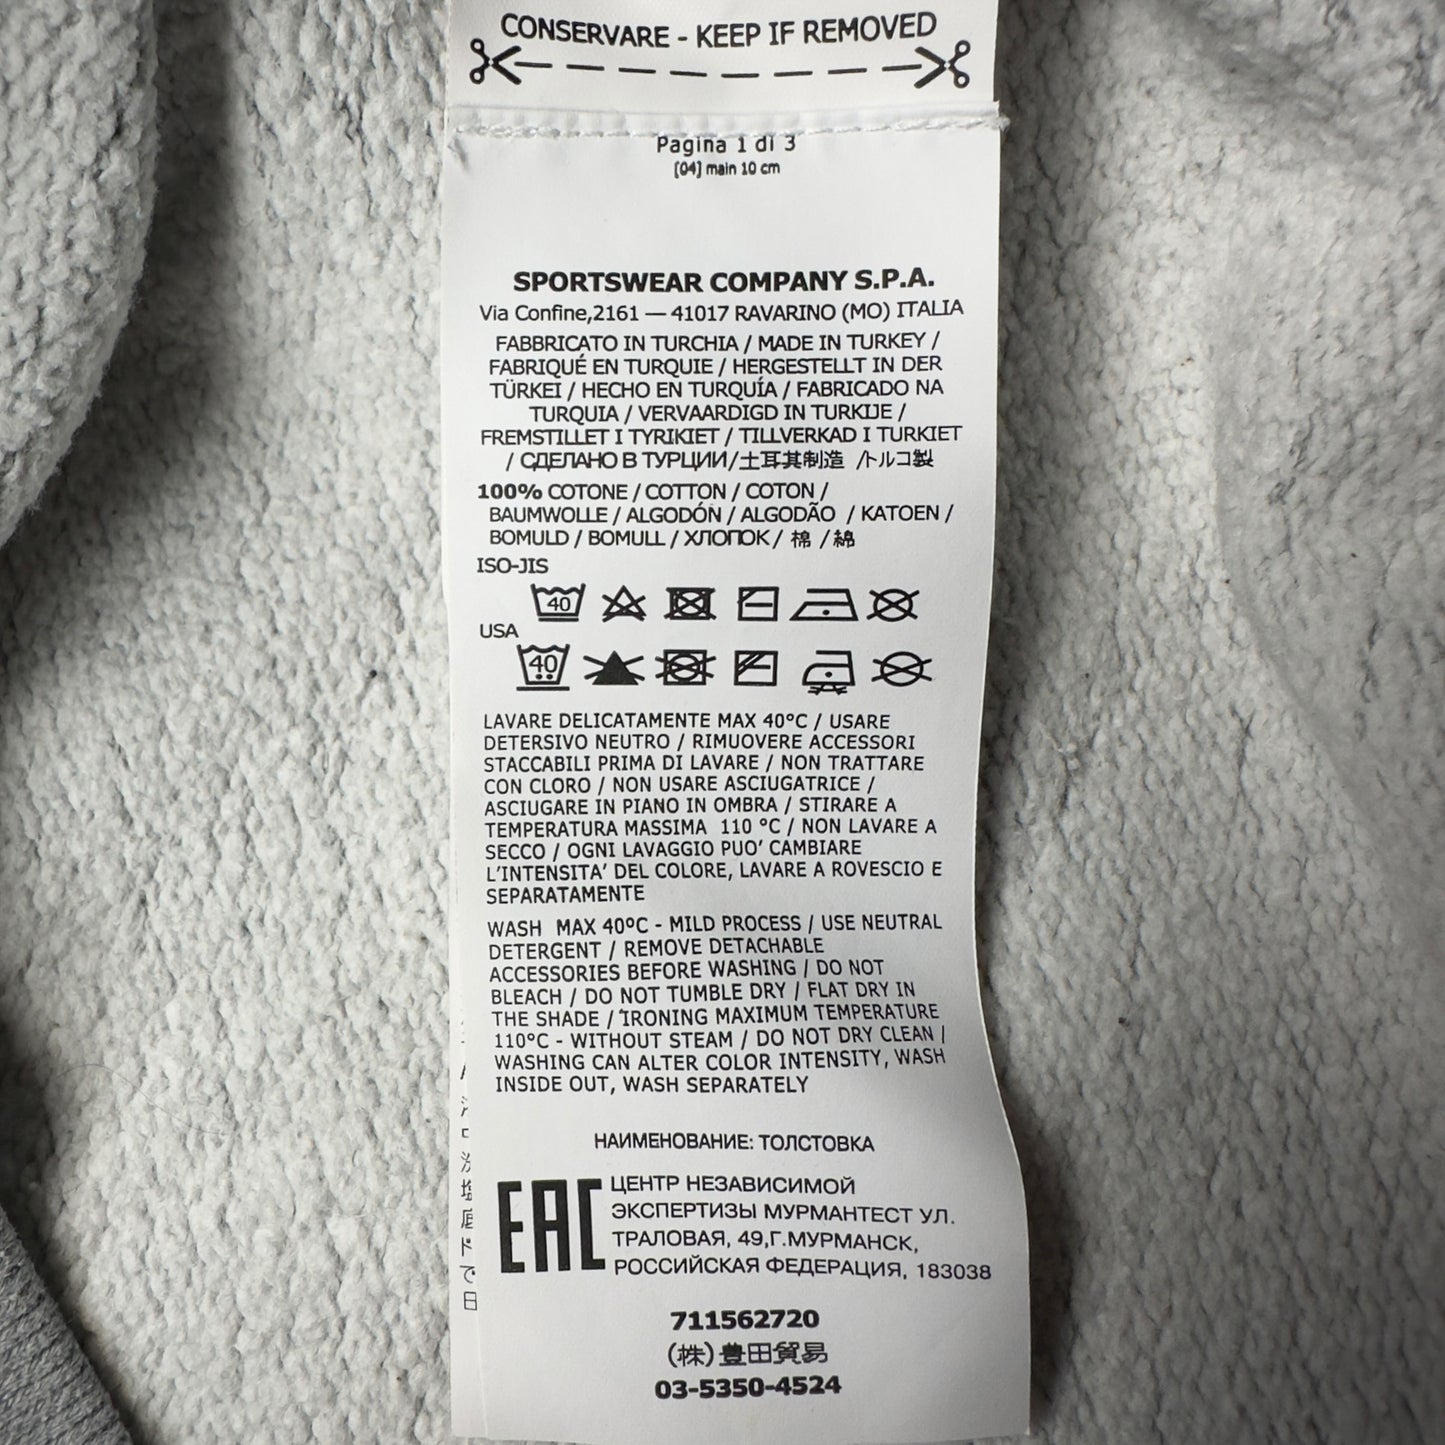 CONSERVARE - KEEP IF REMOVED
Pagina 1 di 3
[04] main 10 cm
SPORTSWEAR COMPANY S.P.A.
Via Confine,2161 — 41017 RAVARINO (MO) ITALIA
FABBRICATO IN TURCHIA / MADE IN TURKEY /
FABRIQUÉ EN TURQUIE / HERGESTELLT IN DER
TÜRKEI / HECHO EN TURQUÍA / FABRICADO NA
TURQUIA / VERVAARDIGD IN TURKIJE /
FREMSTILLET I TYRIKIET / TILLVERKAD I TURKIET
/ СДЕЛАНО В ТУРЦИИ/土耳其制造 /トルコ製
100% COTONE / COTTON / COTON /
BAUMWOLLE / ALGODÓN / ALGODÃO / KATOEN /
BOMULD / BOMULL / ХЛОПОК / 棉 / 綿
ISO-JIS
40
USA
40
LAVARE DELICATAMENTE MAX 40°C / USARE
DETERSIVO NEUTRO / RIMUOVERE ACCESSORI
STACCABILI PRIMA DI LAVARE / NON TRATTARE
CON CLORO / NON USARE ASCIUGATRICE /
ASCIUGARE IN PIANO IN OMBRA / STIRARE A
TEMPERATURA MASSIMA 110 °C / NON LAVARE A
SECCO / OGNI LAVAGGIO PUO' CAMBIARE
L'INTENSITA' DEL COLORE, LAVARE A ROVESCIO E
SEPARATAMENTE
WASH MAX 40ºC - MILD PROCESS / USE NEUTRAL
DETERGENT / REMOVE DETACHABLE
ACCESSORIES BEFORE WASHING / DO NOT
BLEACH / DO NOT TUMBLE DRY / FLAT DRY IN
THE SHADE / IRONING MAXIMUM TEMPERATURE
110°C - WITHOUT STEAM / DO NOT DRY CLEAN /
WASHING CAN ALTER COLOR INTENSITY, WASH
INSIDE OUT, WASH SEPARATELY
НАИМЕНОВАНИЕ: ТОЛСТОВКА
EAC
ЦЕНТР НЕЗАВИСИМОЙ
ЭКСПЕРТИЗЫ МУРМАНТЕСТ УЛ.
ТРАЛОВАЯ, 49,Г.МУРМАНСК,
РОССИЙСКАЯ ФЕДЕРАЦИЯ, 183038
711562720
(株)豊田貿易
03-5350-4524